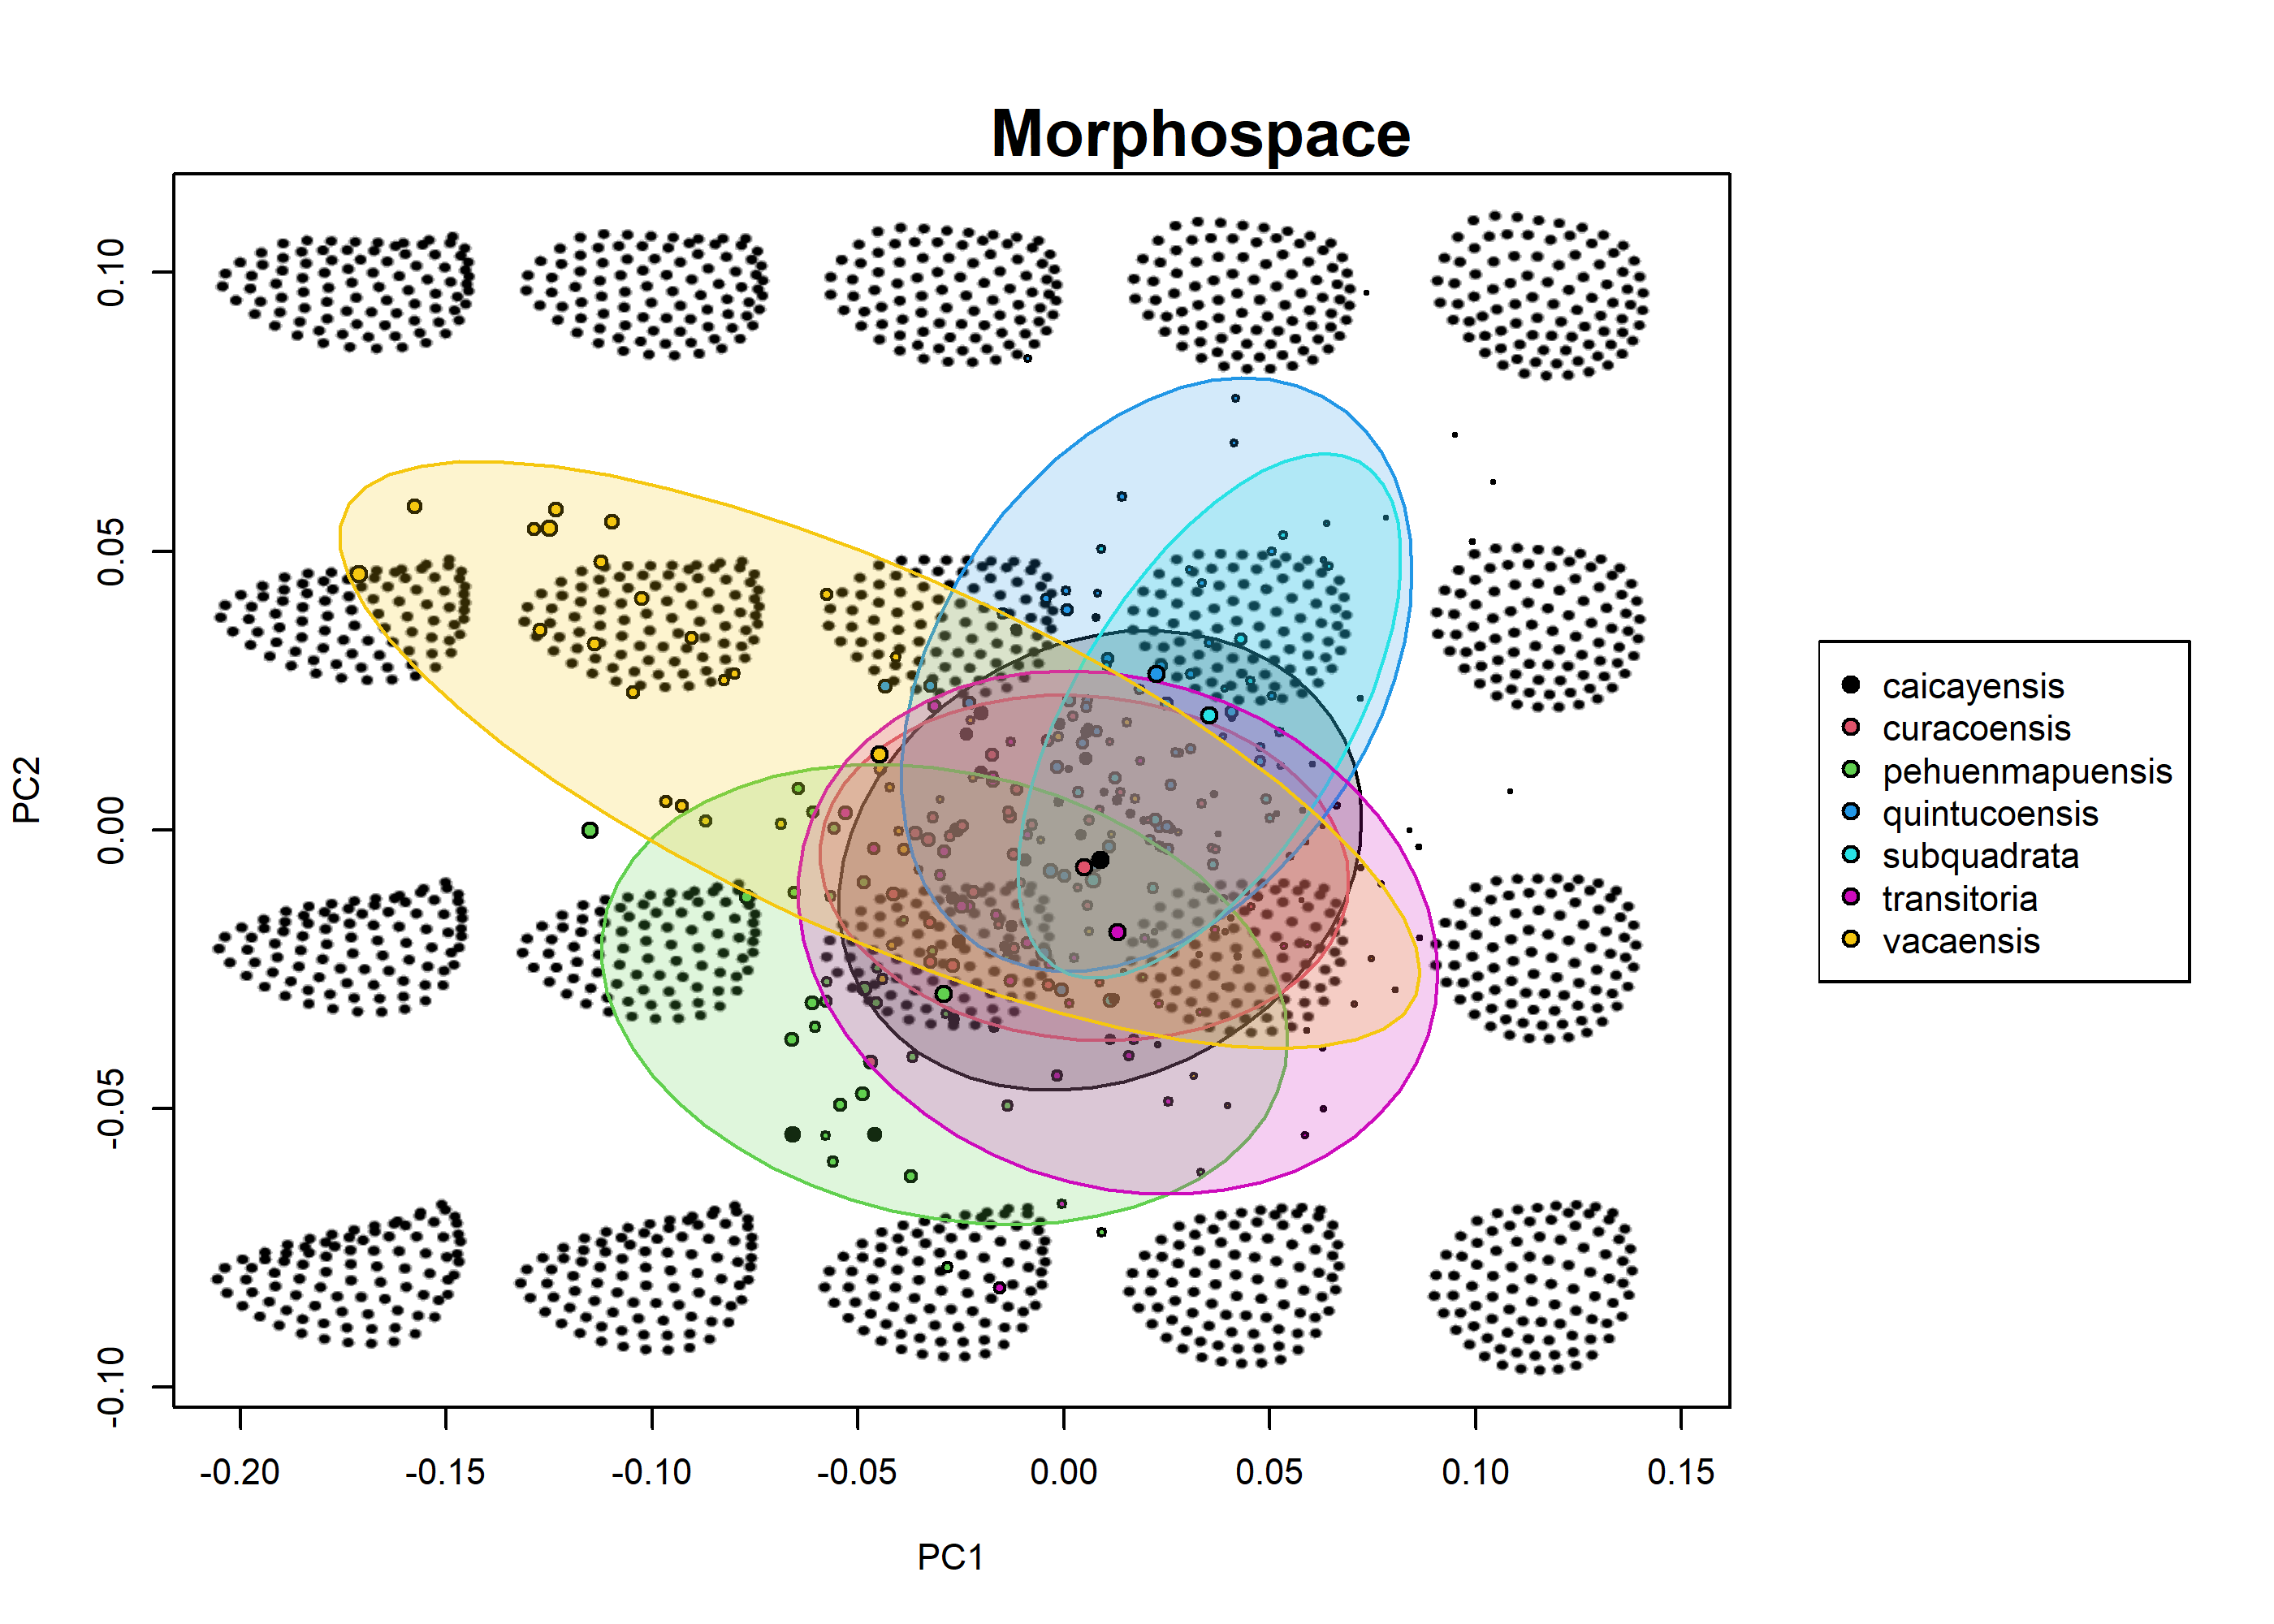 Morphospace
PC2
0.10
0.05
0.00
-0.05
-0.10
-0.20 -0.15 -0.10 -0.05 0.00 0.05 0.10 0.15
PC1
caicayensis
curacoensis
pehuenmapuensis
quintucoensis
subquadrata
transitoria
vacaensis